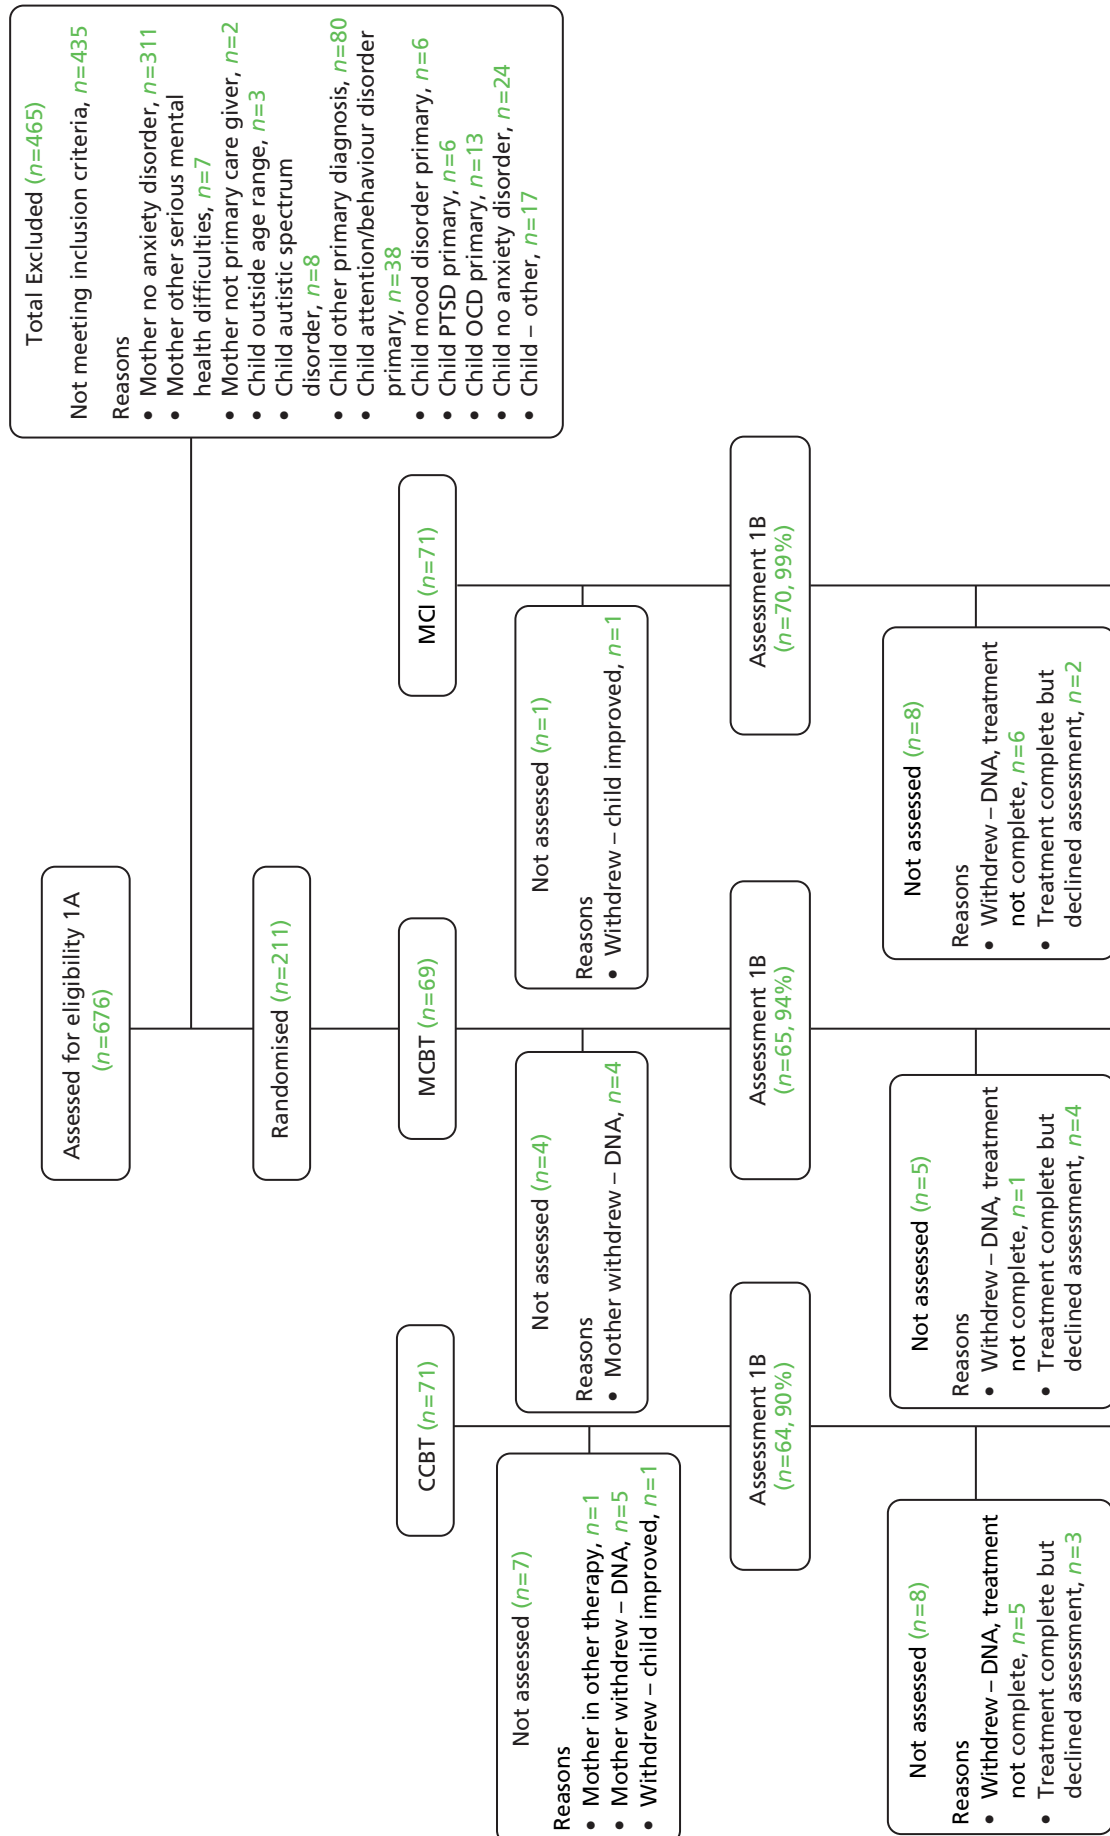 Assessed for eligibility 1A
(n=676)
Total Excluded (n=465)
Not meeting inclusion criteria, n=435
Reasons
• Mother no anxiety disorder, n=311
• Mother other serious mental
health difficulties, n=7
• Mother not primary care giver, n=2
• Child outside age range, n=3
• Child autistic spectrum
disorder, n=8
• Child other primary diagnosis, n=80
• Child attention/behaviour disorder
primary, n=38
• Child mood disorder primary, n=6
• Child PTSD primary, n=6
• Child OCD primary, n=13
• Child no anxiety disorder, n=24
• Child – other, n=17
Randomised (n=211)
CCBT (n=71)
MCBT (n=69)
MCI (n=71)
Not assessed (n=7)
Reasons
• Mother in other therapy, n=1
• Mother withdrew – DNA, n=5
• Withdrew – child improved, n=1
Not assessed (n=4)
Reasons
• Mother withdrew – DNA, n=4
Not assessed (n=1)
Reasons
• Withdrew – child improved, n=1
Assessment 1B
(n=64, 90%)
Assessment 1B
(n=65, 94%)
Assessment 1B
(n=70, 99%)
Not assessed (n=8)
Reasons
• Withdrew – DNA, treatment
not complete, n=5
• Treatment complete but
declined assessment, n=3
Not assessed (n=5)
Reasons
• Withdrew – DNA, treatment
not complete, n=1
• Treatment complete but
declined assessment, n=4
Not assessed (n=8)
Reasons
• Withdrew – DNA, treatment
not complete, n=6
• Treatment complete but
declined assessment, n=2